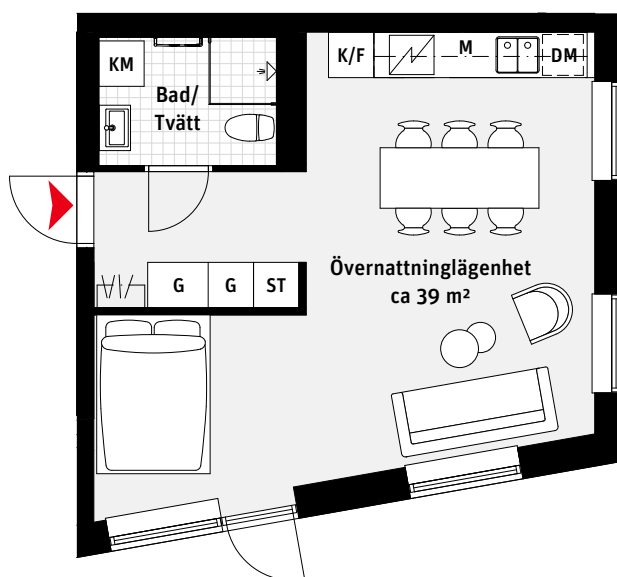 KM
Bad/
Tvätt
K/F
M
DM
G
G
ST
Övernattninglägenhet
ca 39 m²